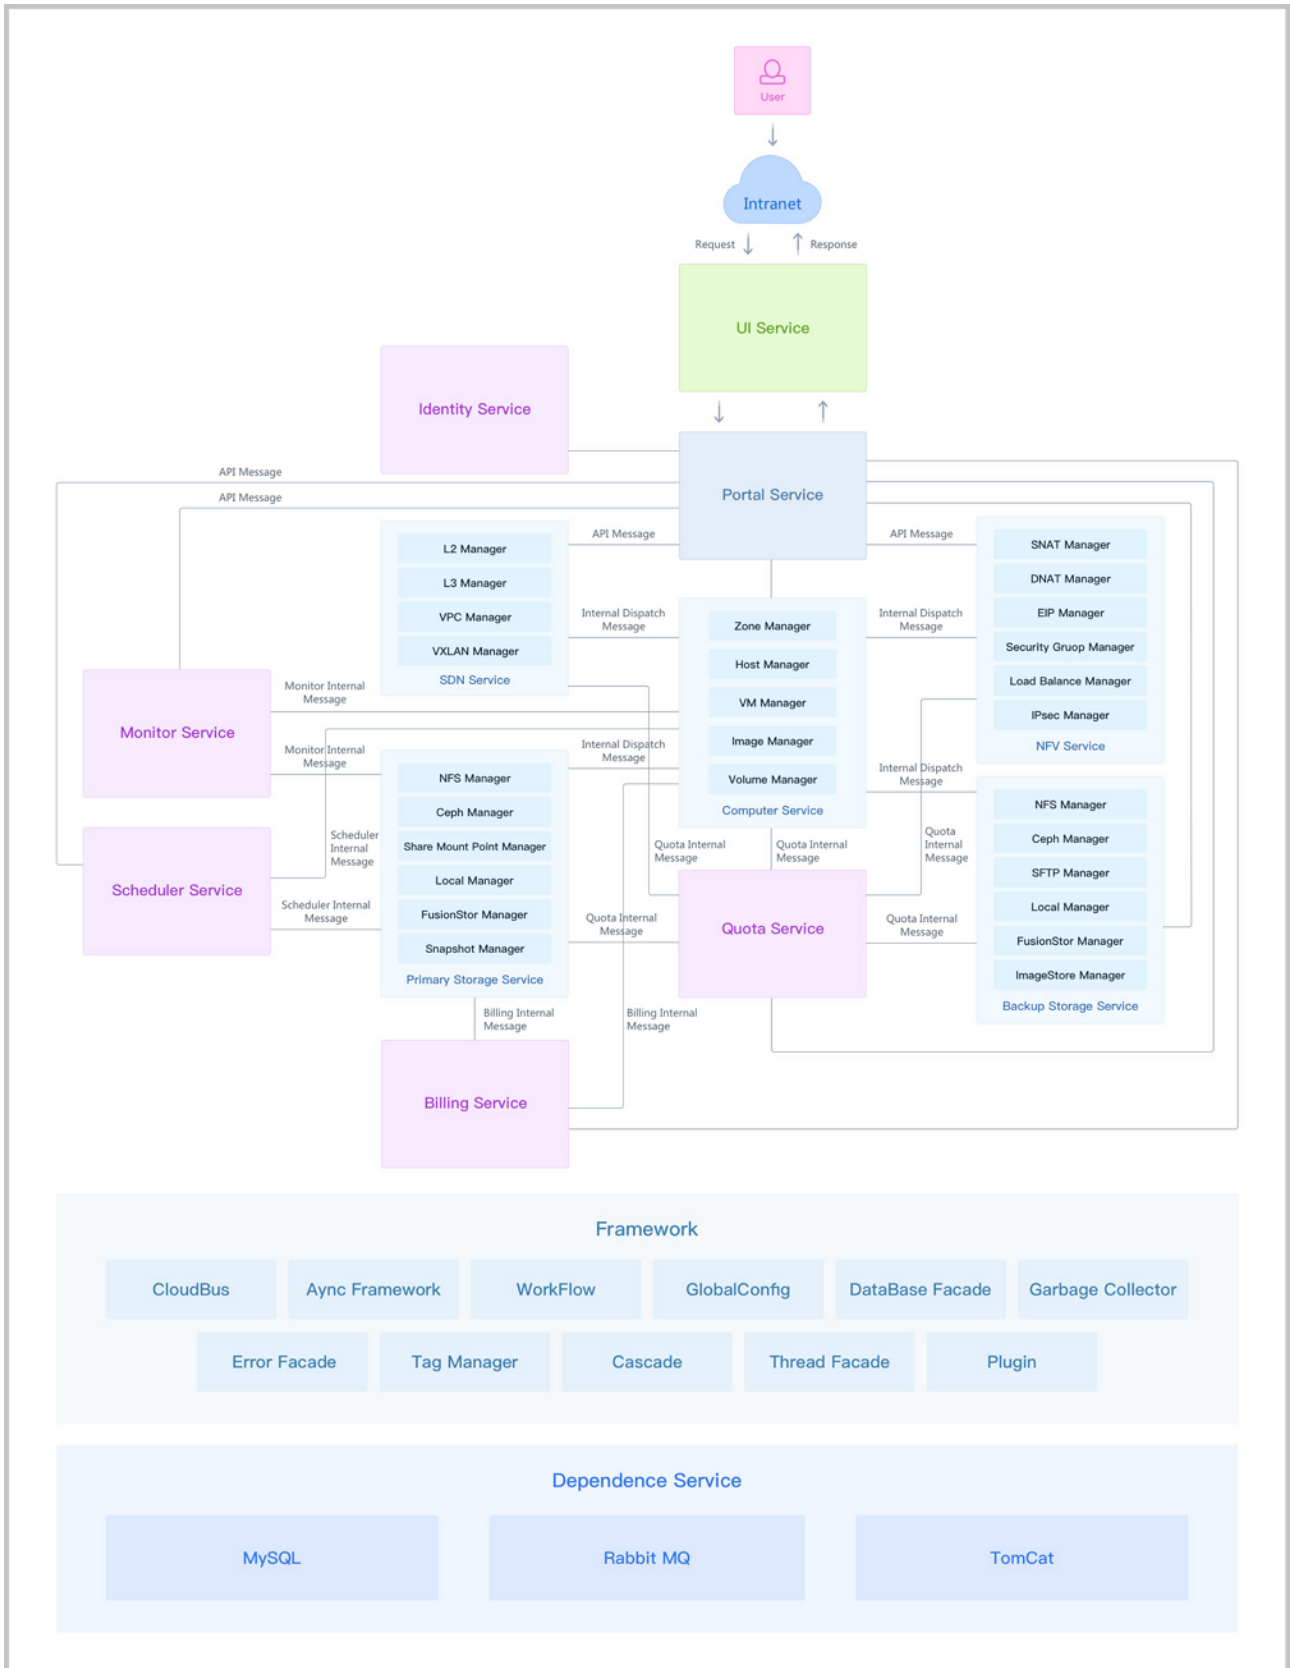 User
Intranet
Request
Response
UI Service
Identity Service
Portal Service
API Message
API Message
API Message
API Message
L2 Manager
L3 Manager
VPC Manager
VXLAN Manager
SDN Service
Internal Dispatch
Message
Zone Manager
Host Manager
VM Manager
Image Manager
Volume Manager
Computer Service
Internal Dispatch
Message
SNAT Manager
DNAT Manager
EIP Manager
Security Gruop Manager
Load Balance Manager
IPsec Manager
NFV Service
Monitor Service
Monitor Internal
Message
Monitor Internal
Message
Internal Dispatch
Message
Internal Dispatch
Message
NFS Manager
Ceph Manager
Share Mount Point Manager
Local Manager
FusionStor Manager
Snapshot Manager
Primary Storage Service
NFS Manager
Ceph Manager
SFTP Manager
Local Manager
FusionStor Manager
ImageStore Manager
Backup Storage Service
Scheduler Service
Scheduler
Internal
Message
Scheduler Internal
Message
Quota Internal
Message
Quota Internal
Message
Quota
Internal
Message
Quota Service
Quota Internal
Message
Quota Internal
Message
Billing Internal
Message
Billing Internal
Message
Billing Service
Framework
CloudBus
Aync Framework
WorkFlow
GlobalConfig
DataBase Facade
Garbage Collector
Error Facade
Tag Manager
Cascade
Thread Facade
Plugin
Dependence Service
MySQL
Rabbit MQ
TomCat